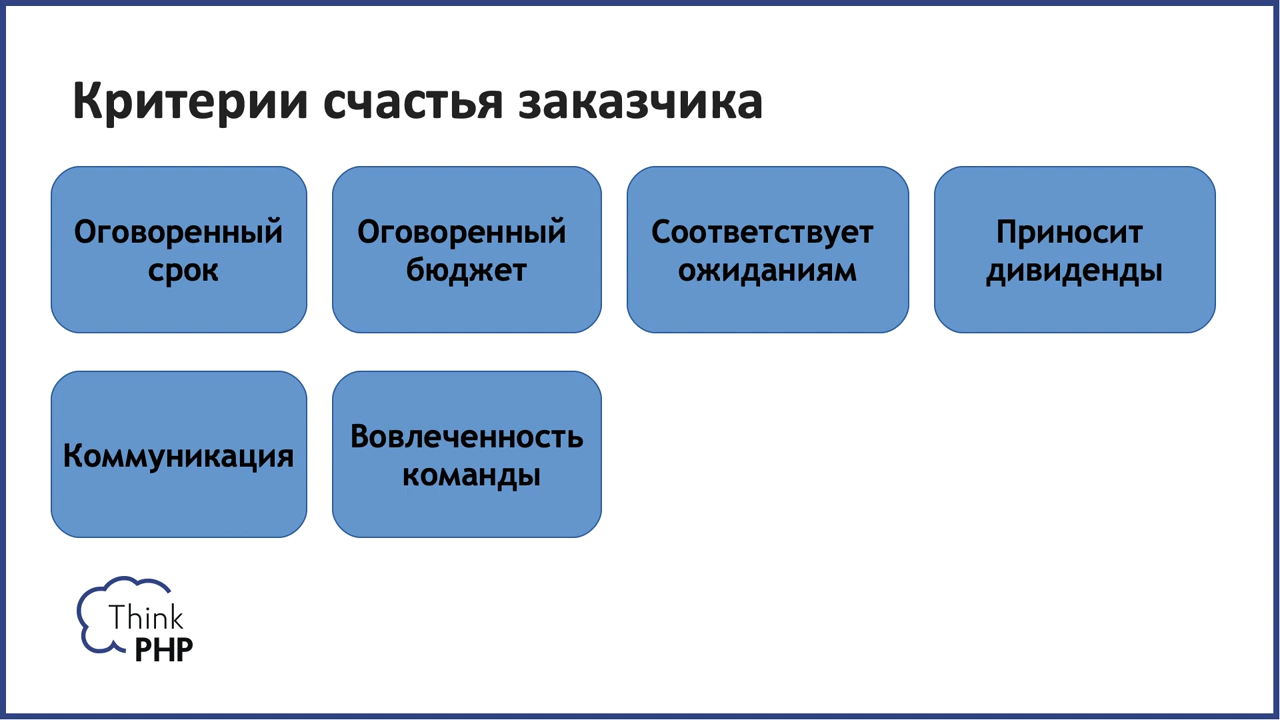 Критерии счастья заказчика
Оговоренный
срок
Оговоренный
бюджет
Соответствует
ожиданиям
Приносит
дивиденды
Коммуникация
Вовлеченность
команды
Think
PHP